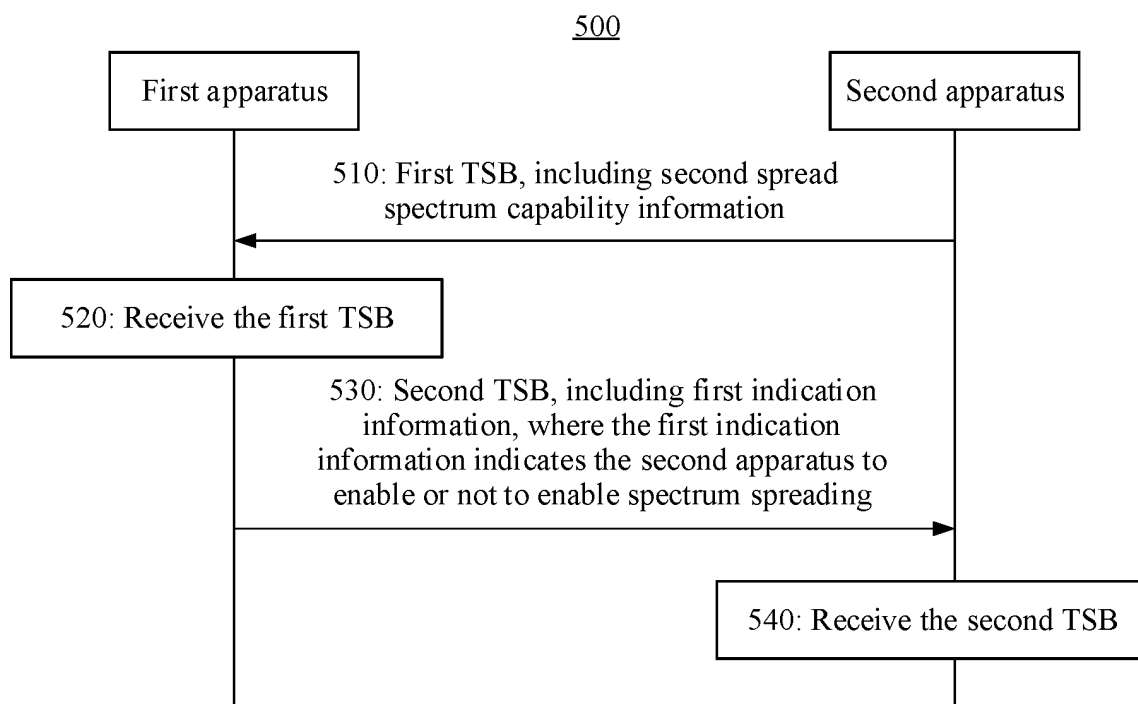 500
First apparatus
Second apparatus
510: First TSB, including second spread
spectrum capability information
520: Receive the first TSB
530: Second TSB, including first indication
information, where the first indication
information indicates the second apparatus to
enable or not to enable spectrum spreading
540: Receive the second TSB